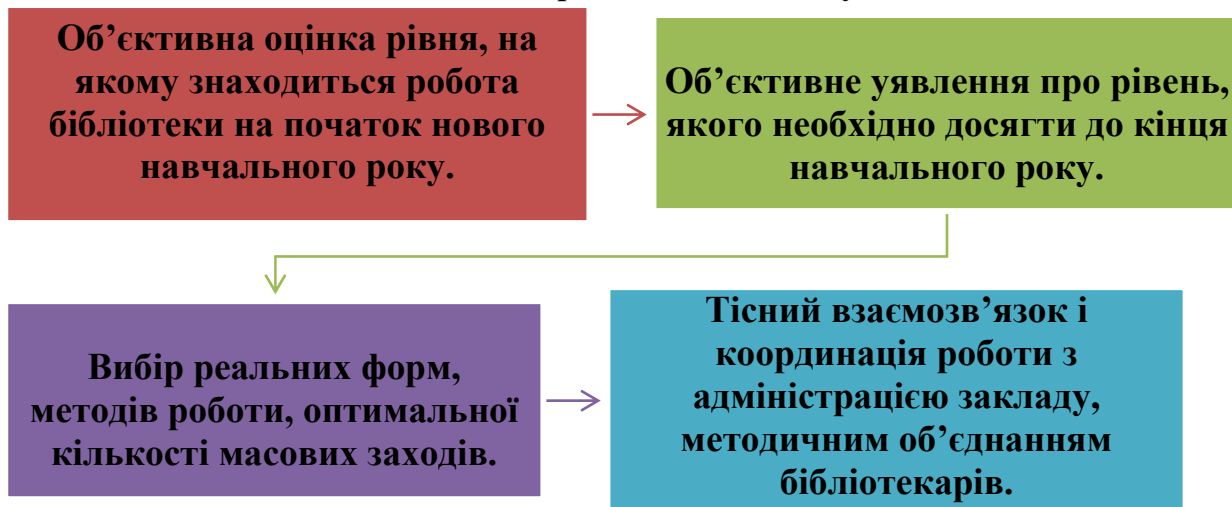 Об’єктивна оцінка рівня, на
якому знаходиться робота
бібліотеки на початок нового
навчального року.
Об’єктивне уявлення про рівень,
якого необхідно досягти до кінця
навчального року.
Вибір реальних форм,
методів роботи, оптимальної
кількості масових заходів.
Тісний взаємозв’язок і
координація роботи з
адміністрацією закладу,
методичним об’єднанням
бібліотекарів.